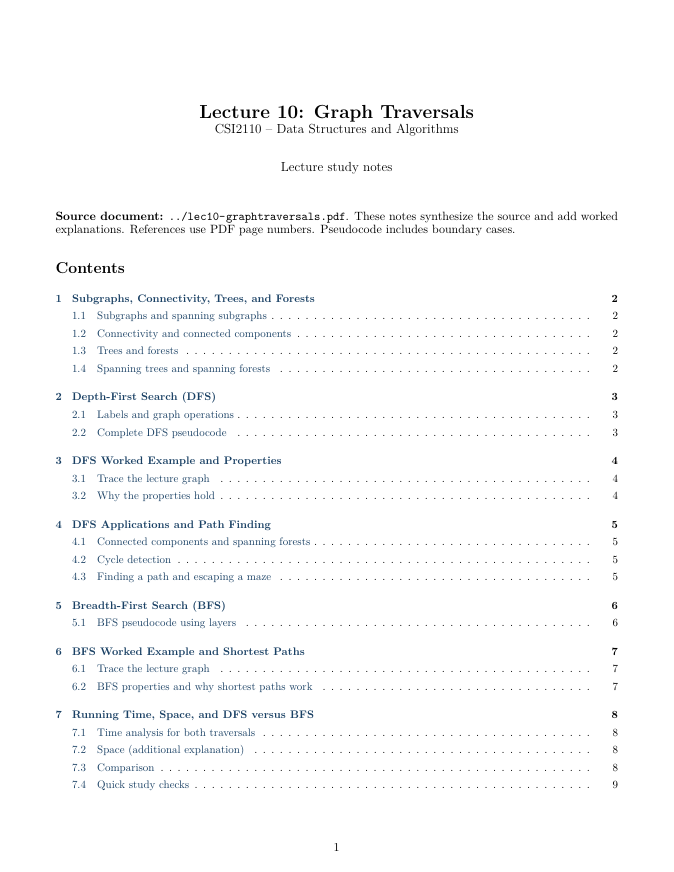 Lecture 10: Graph Traversals
CSI2110 – Data Structures and Algorithms
Lecture study notes
Source document: ../lec10-graphtraversals.pdf. These notes synthesize the source and add worked
explanations. References use PDF page numbers. Pseudocode includes boundary cases.
Contents
1 Subgraphs, Connectivity, Trees, and Forests 2
1.1 Subgraphs and spanning subgraphs . . . . . . . . . . . . . . . . . . . . . . . . . . . . . . . . . . . . . . 2
1.2 Connectivity and connected components . . . . . . . . . . . . . . . . . . . . . . . . . . . . . . . . . . . 2
1.3 Trees and forests . . . . . . . . . . . . . . . . . . . . . . . . . . . . . . . . . . . . . . . . . . . . . . . . 2
1.4 Spanning trees and spanning forests . . . . . . . . . . . . . . . . . . . . . . . . . . . . . . . . . . . . . 2
2 Depth-First Search (DFS) 3
2.1 Labels and graph operations . . . . . . . . . . . . . . . . . . . . . . . . . . . . . . . . . . . . . . . . . . 3
2.2 Complete DFS pseudocode . . . . . . . . . . . . . . . . . . . . . . . . . . . . . . . . . . . . . . . . . . 3
3 DFS Worked Example and Properties 4
3.1 Trace the lecture graph . . . . . . . . . . . . . . . . . . . . . . . . . . . . . . . . . . . . . . . . . . . . 4
3.2 Why the properties hold . . . . . . . . . . . . . . . . . . . . . . . . . . . . . . . . . . . . . . . . . . . . 4
4 DFS Applications and Path Finding 5
4.1 Connected components and spanning forests . . . . . . . . . . . . . . . . . . . . . . . . . . . . . . . . . 5
4.2 Cycle detection . . . . . . . . . . . . . . . . . . . . . . . . . . . . . . . . . . . . . . . . . . . . . . . . . 5
4.3 Finding a path and escaping a maze . . . . . . . . . . . . . . . . . . . . . . . . . . . . . . . . . . . . . 5
5 Breadth-First Search (BFS) 6
5.1 BFS pseudocode using layers . . . . . . . . . . . . . . . . . . . . . . . . . . . . . . . . . . . . . . . . . 6
6 BFS Worked Example and Shortest Paths 7
6.1 Trace the lecture graph . . . . . . . . . . . . . . . . . . . . . . . . . . . . . . . . . . . . . . . . . . . . 7
6.2 BFS properties and why shortest paths work . . . . . . . . . . . . . . . . . . . . . . . . . . . . . . . . 7
7 Running Time, Space, and DFS versus BFS 8
7.1 Time analysis for both traversals . . . . . . . . . . . . . . . . . . . . . . . . . . . . . . . . . . . . . . . 8
7.2 Space (additional explanation) . . . . . . . . . . . . . . . . . . . . . . . . . . . . . . . . . . . . . . . . 8
7.3 Comparison . . . . . . . . . . . . . . . . . . . . . . . . . . . . . . . . . . . . . . . . . . . . . . . . . . . 8
7.4 Quick study checks . . . . . . . . . . . . . . . . . . . . . . . . . . . . . . . . . . . . . . . . . . . . . . . 9
1